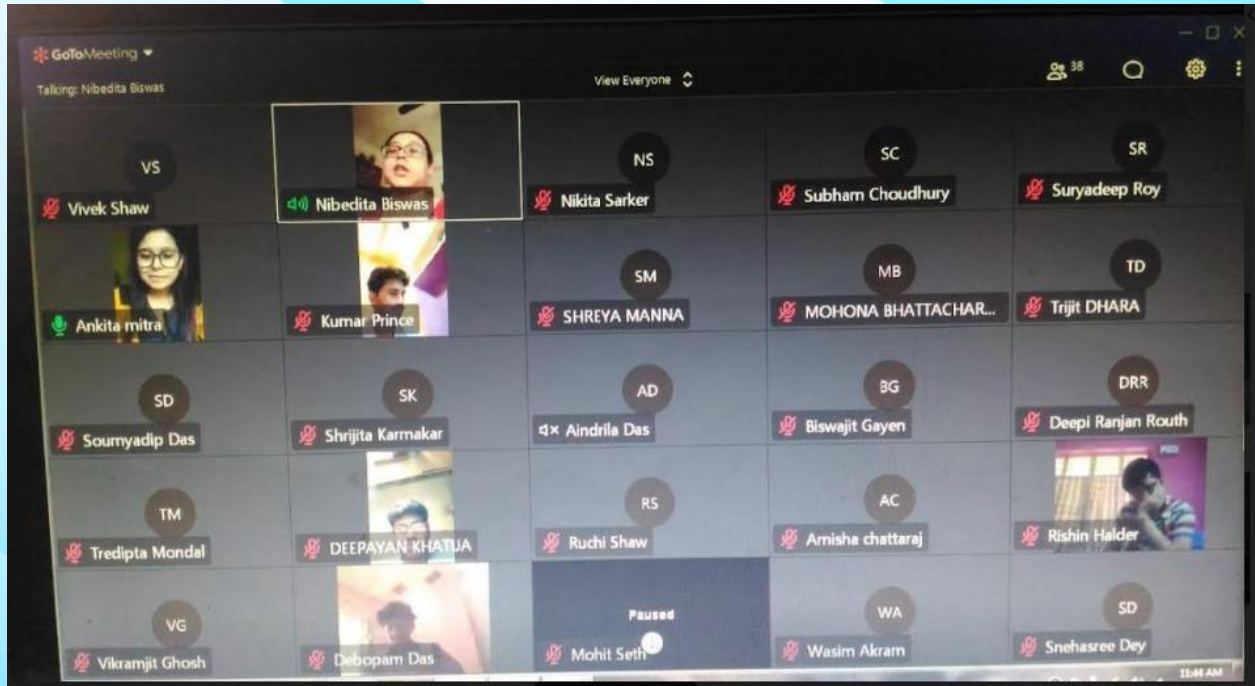 GoToMeeting
38
Talking: Nibedita Biswas
View Everyone
VS
Vivek Shaw
Nibedita Biswas
NS
Nikita Sarker
SC
Subham Choudhury
SR
Suryadeep Roy
Ankita mitra
Kumar Prince
SM
SHREYA MANNA
MB
MOHONA BHATTACHAR...
TD
Trijit DHARA
SD
Soumyadip Das
SK
Shrijita Karmakar
AD
Aindrila Das
BG
Biswajit Gayen
DRR
Deepi Ranjan Routh
TM
Tredipta Mondal
DEEPAYAN KHATUA
RS
Ruchi Shaw
AC
Amisha chattaraj
Rishin Halder
VG
Vikramjit Ghosh
Debopam Das
Paused
Mohit Seth
WA
Wasim Akram
SD
Snehasree Dey
11:44 AM